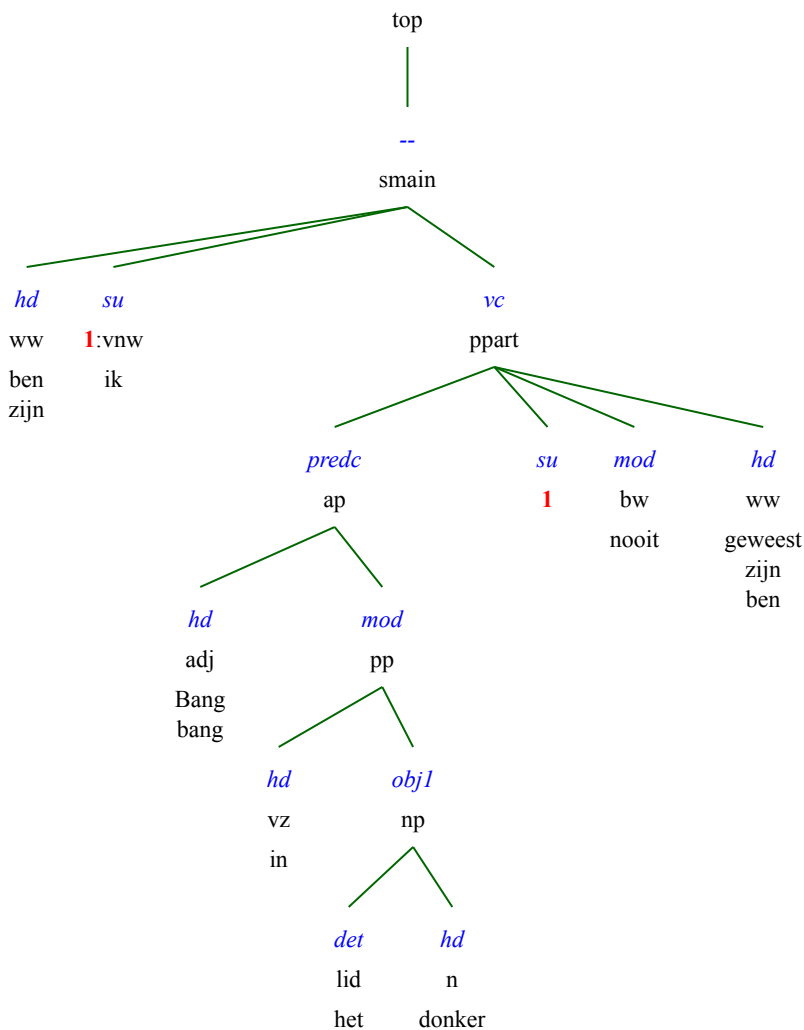 top
--
smain
hd su vc
ww 1:vnw ppart
ben ik
zijn
predc su mod hd
ap 1 bw ww
nooit geweest
zijn
ben
hd mod
adj pp
Bang
bang
hd obj1
vz np
in
det hd
lid n
het donker